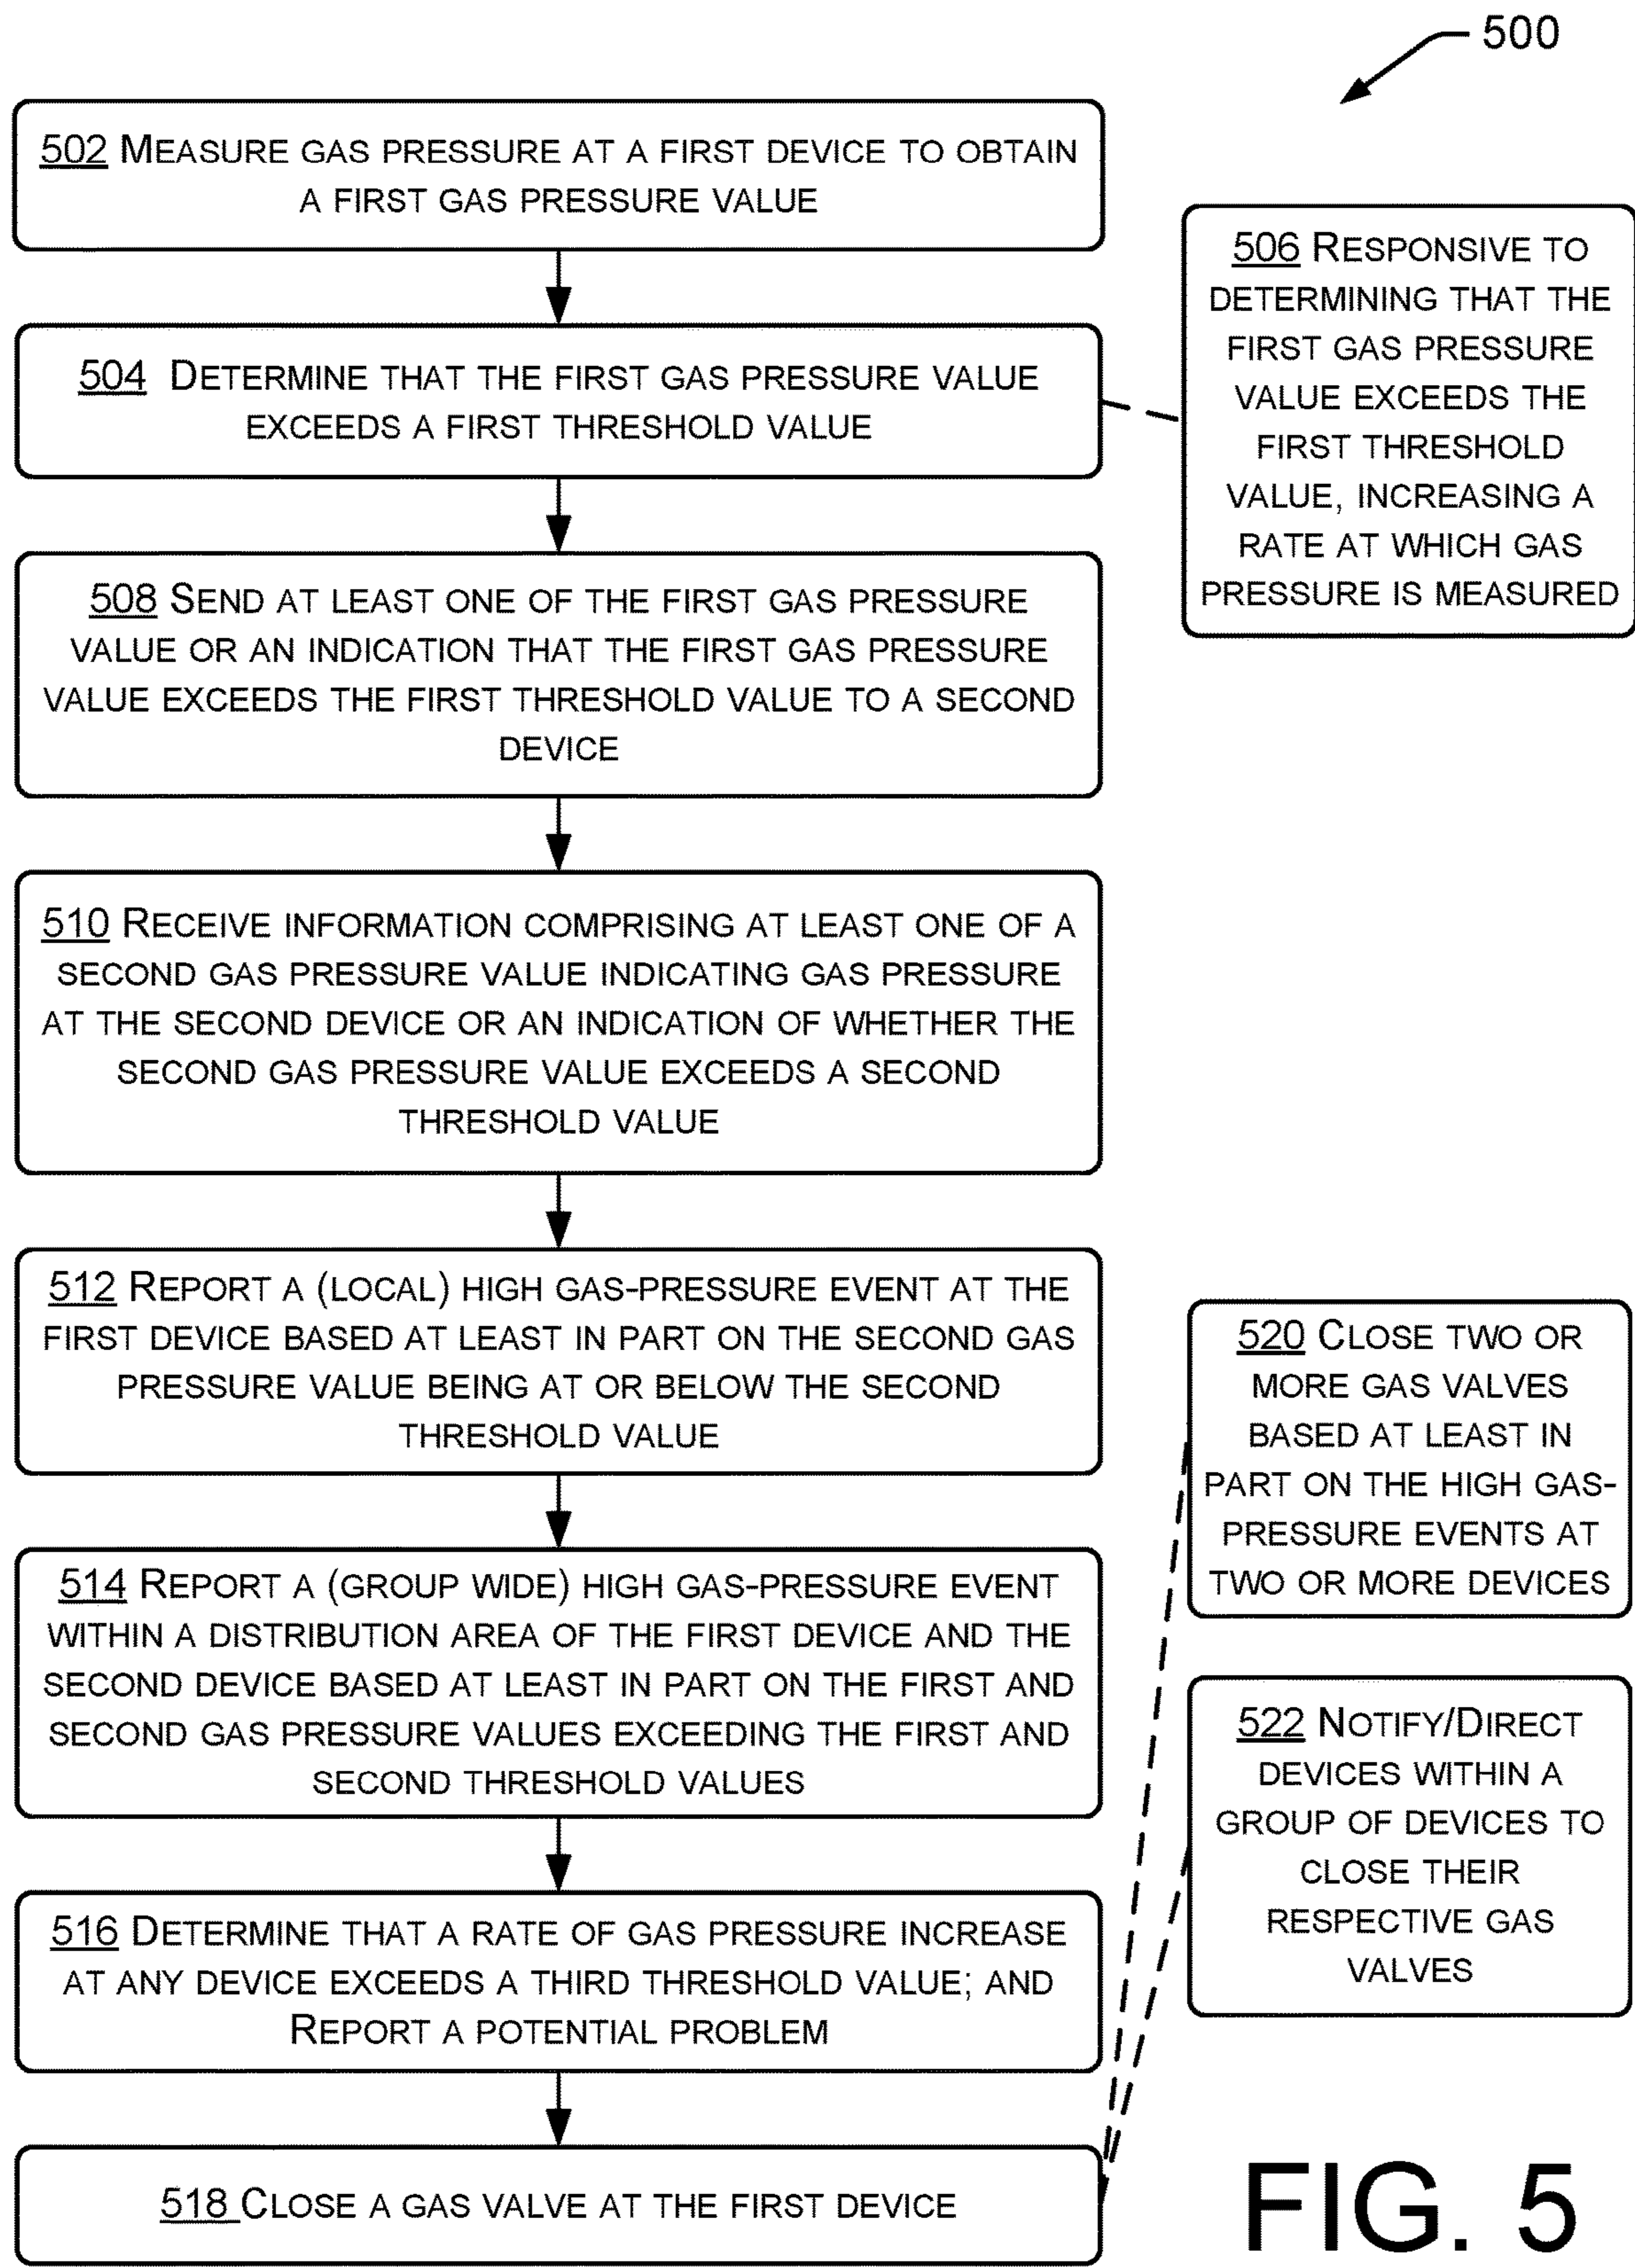 500
502 Measure gas pressure at a first device to obtain
a first gas pressure value
504 Determine that the first gas pressure value
exceeds a first threshold value
506 Responsive to
determining that the
first gas pressure
value exceeds the
first threshold
value, increasing a
rate at which gas
pressure is measured
508 Send at least one of the first gas pressure
value or an indication that the first gas pressure
value exceeds the first threshold value to a second
device
510 Receive information comprising at least one of a
second gas pressure value indicating gas pressure
at the second device or an indication of whether the
second gas pressure value exceeds a second
threshold value
512 Report a (local) high gas-pressure event at the
first device based at least in part on the second gas
pressure value being at or below the second
threshold value
514 Report a (group wide) high gas-pressure event
within a distribution area of the first device and the
second device based at least in part on the first and
second gas pressure values exceeding the first and
second threshold values
516 Determine that a rate of gas pressure increase
at any device exceeds a third threshold value; and
Report a potential problem
518 Close a gas valve at the first device
520 Close two or
more gas valves
based at least in
part on the high gas-
pressure events at
two or more devices
522 Notify/Direct
devices within a
group of devices to
close their
respective gas
valves
FIG. 5